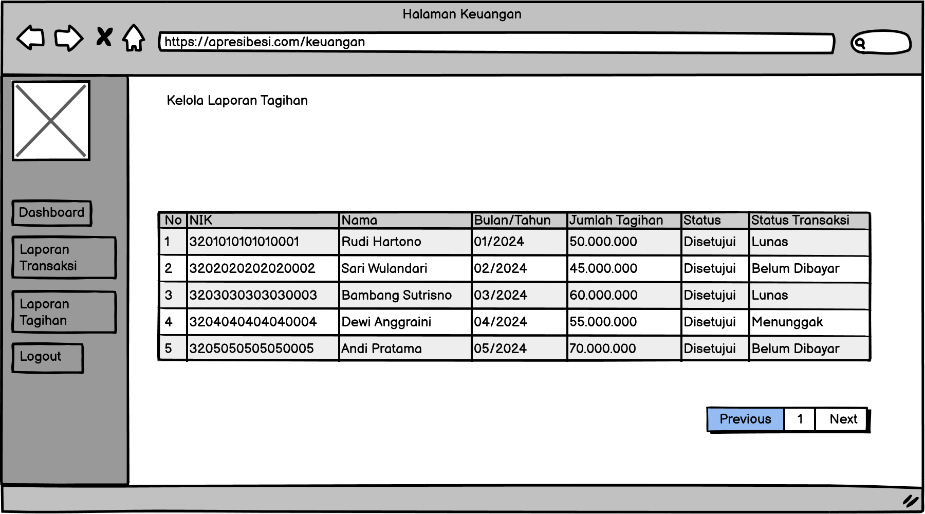 Halaman Keuangan
https://apresibesi.com/keuangan
Kelola Laporan Tagihan
Dashboard
Laporan
Transaksi
Laporan
Tagihan
Logout
No NIK Nama Bulan/Tahun Jumlah Tagihan Status Status Transaksi
1 3201010101010001 Rudi Hartono 01/2024 50.000.000 Disetujui Lunas
2 3202020202020002 Sari Wulandari 02/2024 45.000.000 Disetujui Belum Dibayar
3 3203030303030003 Bambang Sutrisno 03/2024 60.000.000 Disetujui Lunas
4 3204040404040004 Dewi Anggraini 04/2024 55.000.000 Disetujui Menunggak
5 3205050505050005 Andi Pratama 05/2024 70.000.000 Disetujui Belum Dibayar
Previous 1 Next